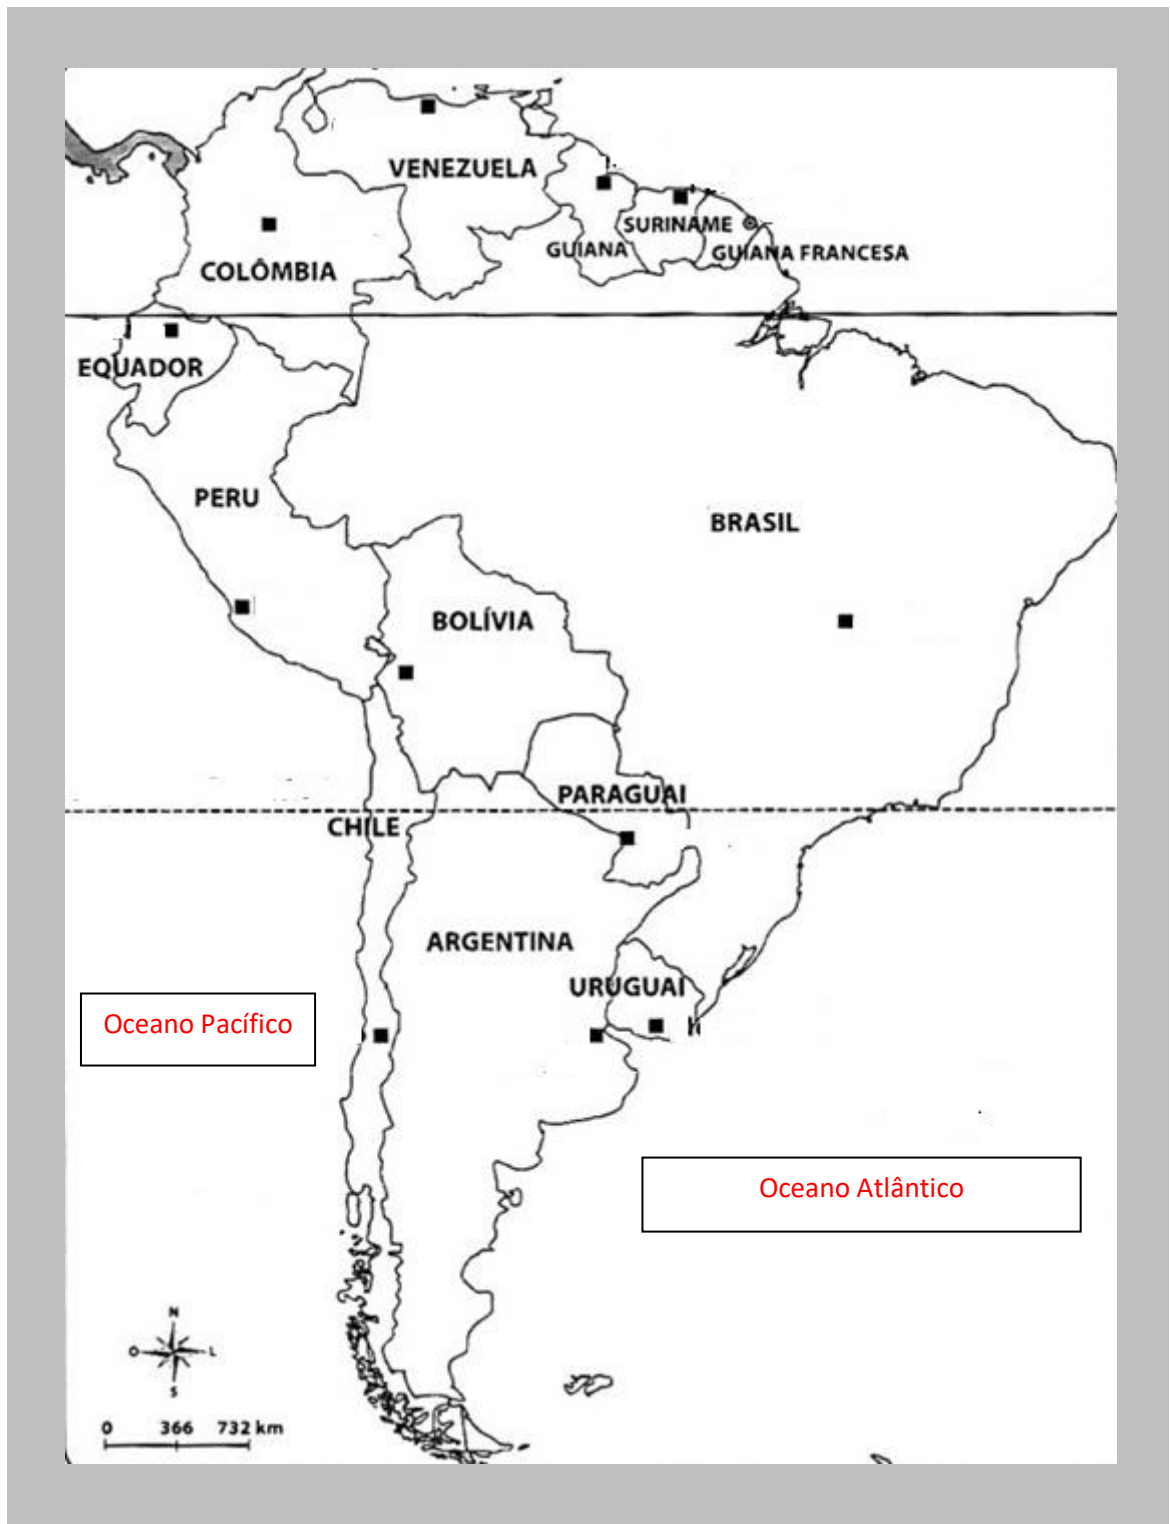 VENEZUELA
SURINAME
GUIANA
GUIANA FRANCESA
COLÔMBIA
EQUADOR
PERU
BRASIL
BOLÍVIA
PARAGUAI
CHILE
ARGENTINA
URUGUAI
Oceano Pacífico
Oceano Atlântico
N
O L
S
0 366 732 km